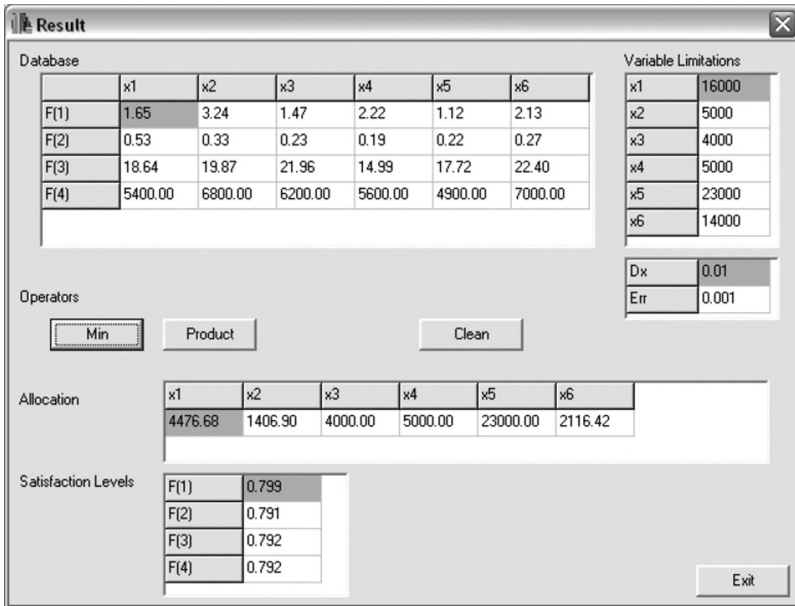 Result
Database
x1 x2 x3 x4 x5 x6
F(1) 1.65 3.24 1.47 2.22 1.12 2.13
F(2) 0.53 0.33 0.23 0.19 0.22 0.27
F(3) 18.64 19.87 21.96 14.99 17.72 22.40
F(4) 5400.00 6800.00 6200.00 5600.00 4900.00 7000.00
Variable Limitations
x1 16000
x2 5000
x3 4000
x4 5000
x5 23000
x6 14000
Dx 0.01
Err 0.001
Operators
Min Product Clean
Allocation
x1 x2 x3 x4 x5 x6
4476.68 1406.90 4000.00 5000.00 23000.00 2116.42
Satisfaction Levels
F(1) 0.799
F(2) 0.791
F(3) 0.792
F(4) 0.792
Exit